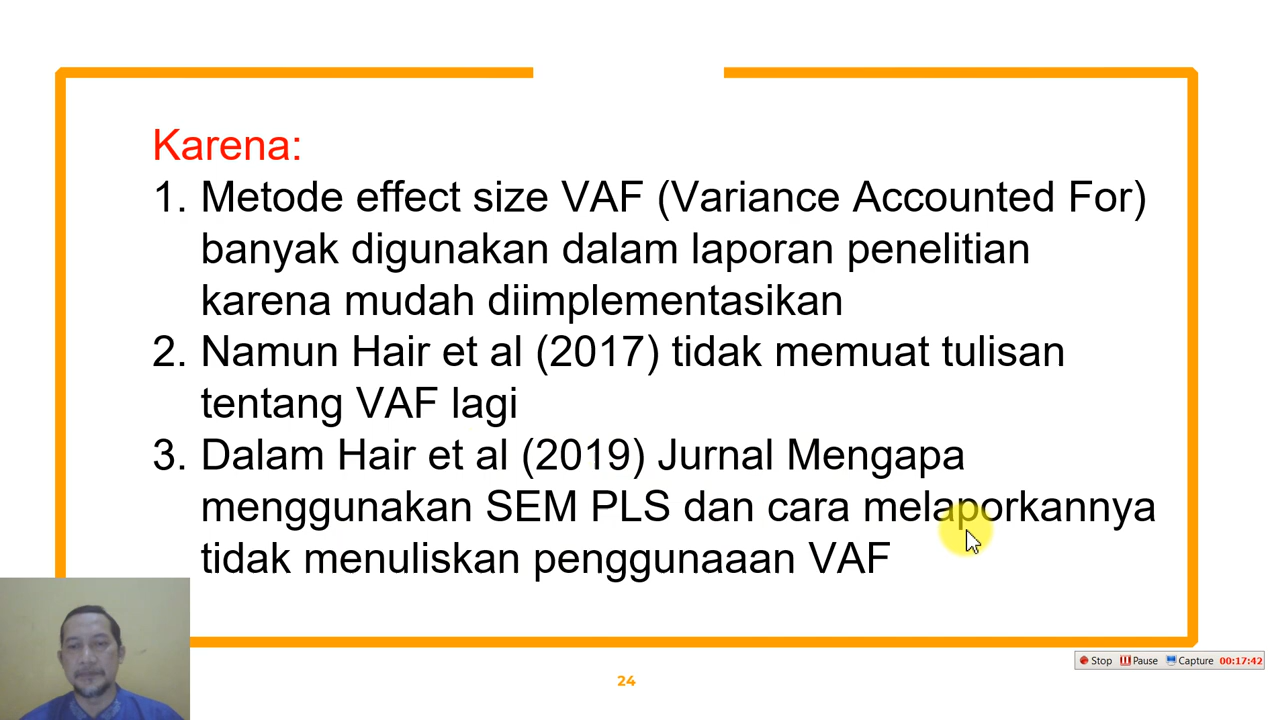 Karena:
1. Metode effect size VAF (Variance Accounted For)
banyak digunakan dalam laporan penelitian
karena mudah diimplementasikan
2. Namun Hair et al (2017) tidak memuat tulisan
tentang VAF lagi
3. Dalam Hair et al (2019) Jurnal Mengapa
menggunakan SEM PLS dan cara melaporkannya
tidak menuliskan penggunaaan VAF
Stop Pause Capture 00:17:42
24